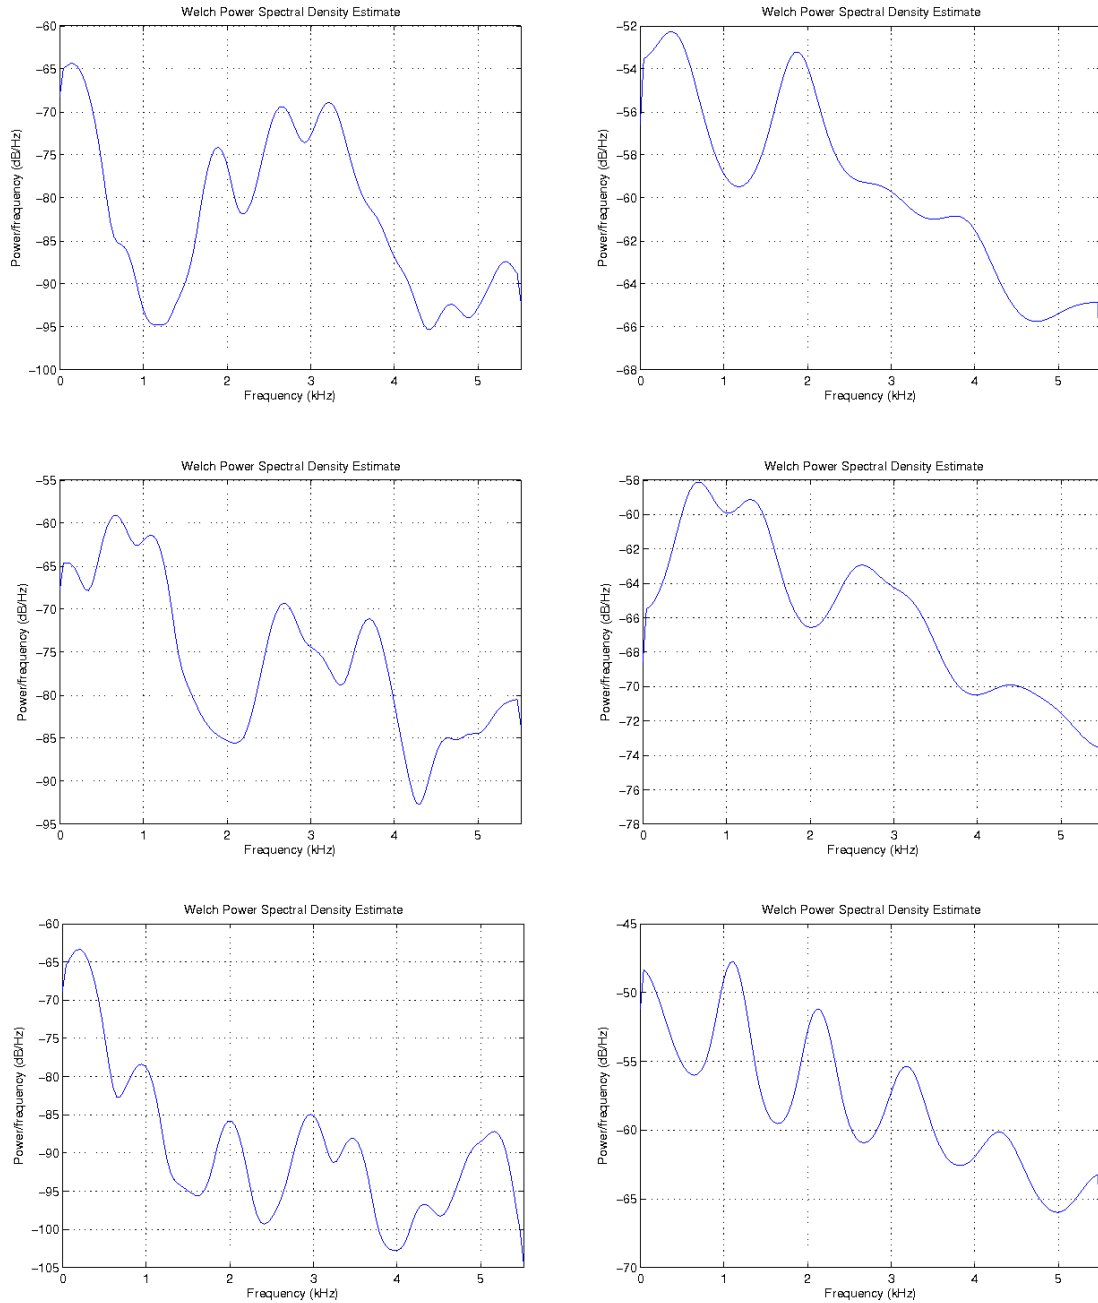 Welch Power Spectral Density Estimate
Power/frequency (dB/Hz)
−60
−65
−70
−75
−80
−85
−90
−95
−100
0 1 2 3 4 5
Frequency (kHz)
Welch Power Spectral Density Estimate
Power/frequency (dB/Hz)
−52
−54
−56
−58
−60
−62
−64
−66
−68
0 1 2 3 4 5
Frequency (kHz)
Welch Power Spectral Density Estimate
Power/frequency (dB/Hz)
−55
−60
−65
−70
−75
−80
−85
−90
−95
0 1 2 3 4 5
Frequency (kHz)
Welch Power Spectral Density Estimate
Power/frequency (dB/Hz)
−58
−60
−62
−64
−66
−68
−70
−72
−74
−76
−78
0 1 2 3 4 5
Frequency (kHz)
Welch Power Spectral Density Estimate
Power/frequency (dB/Hz)
−60
−65
−70
−75
−80
−85
−90
−95
−100
−105
0 1 2 3 4 5
Frequency (kHz)
Welch Power Spectral Density Estimate
Power/frequency (dB/Hz)
−45
−50
−55
−60
−65
−70
0 1 2 3 4 5
Frequency (kHz)